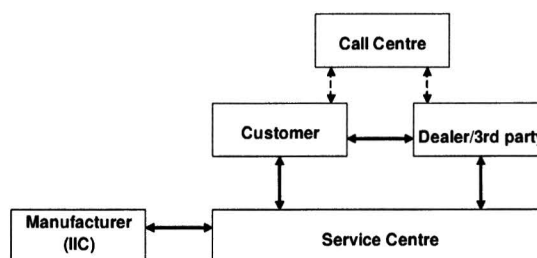 Call Centre
Customer
Dealer/3rd party
Manufacturer
(IIC)
Service Centre